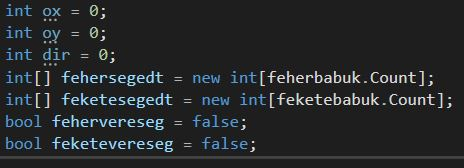 int ox = 0;
int oy = 0;
int dir = 0;
int[] fehersegedt = new int[feherbabuk.Count];
int[] feketesegedt = new int[feketebabuk.Count];
bool fehervereseg = false;
bool feketevereseg = false;